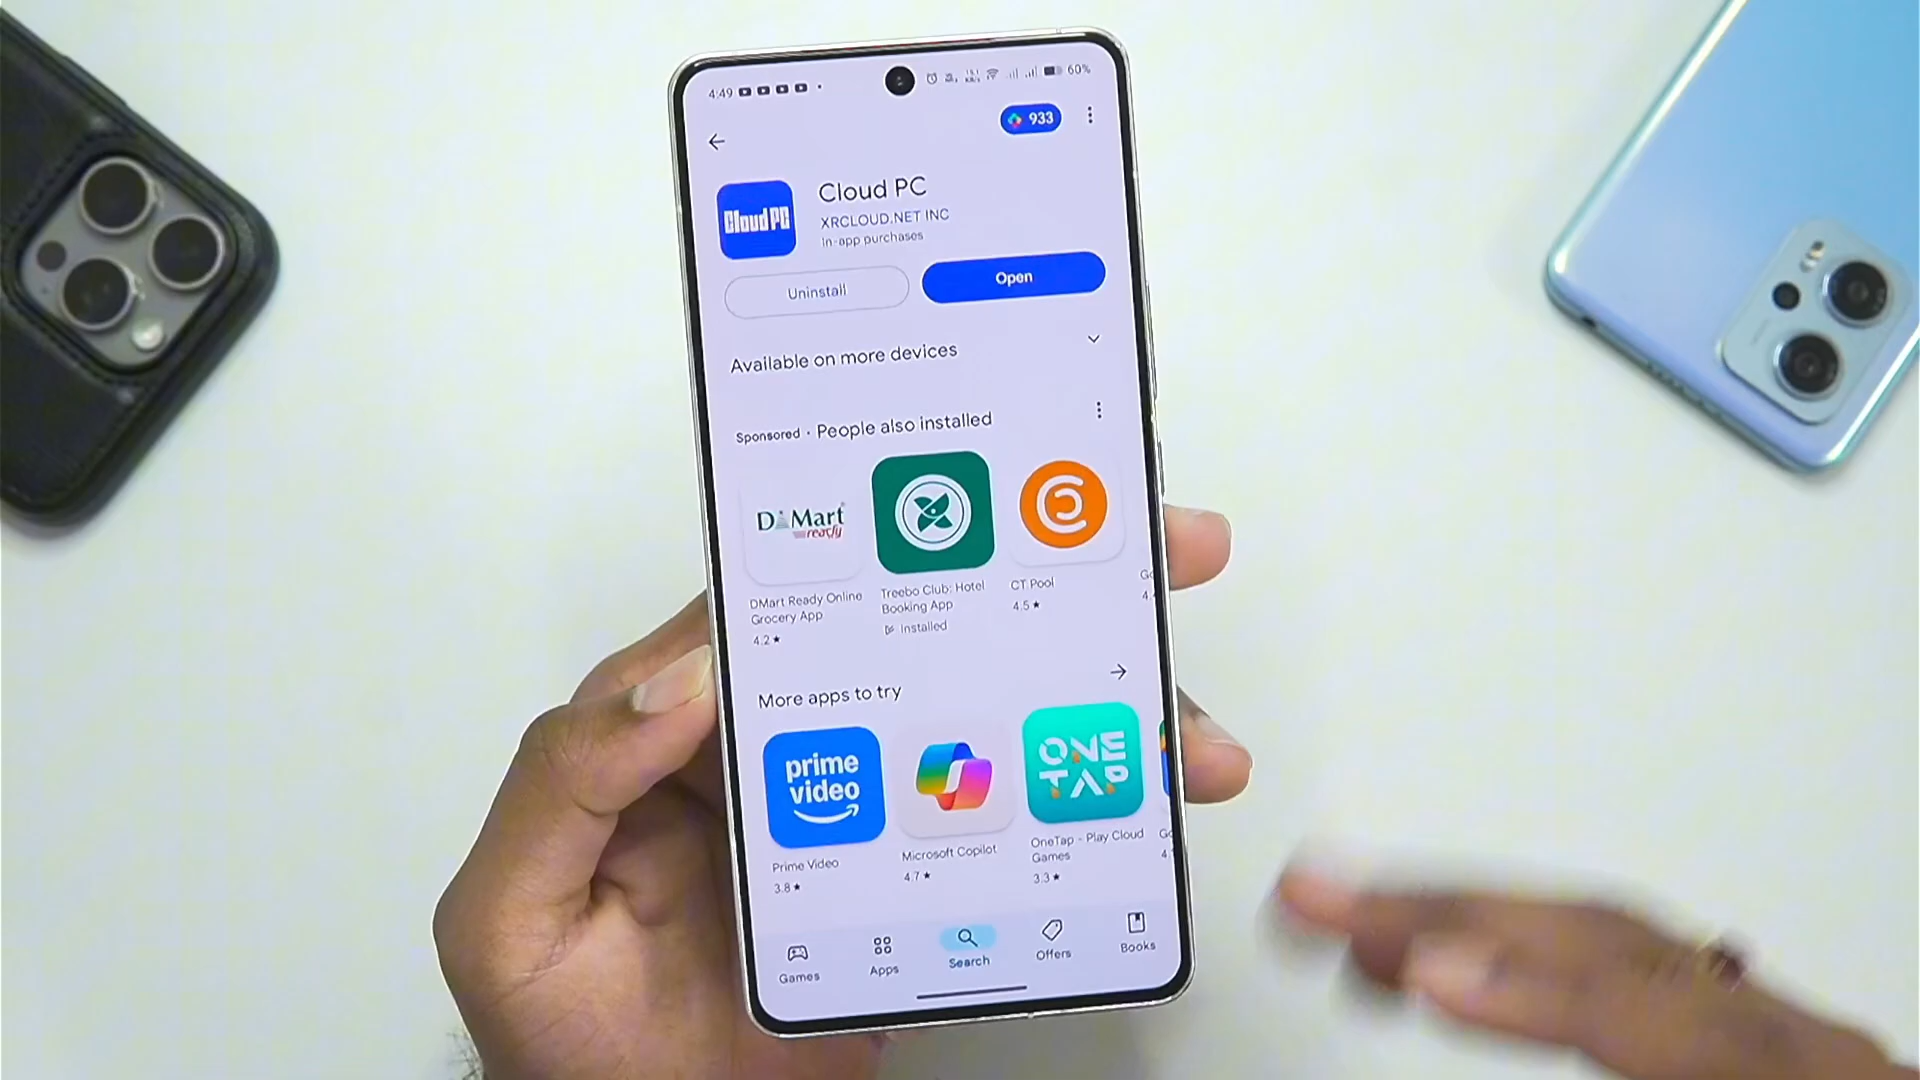 4:49
60%
933
Cloud PC
Cloud PC
XRCLOUD.NET INC
In-app purchases
Uninstall
Open
Available on more devices
Sponsored · People also installed
D Mart
ready
DMart Ready Online
Grocery App
4.2★
Treebo Club: Hotel
Booking App
Installed
CT Pool
4.5★
More apps to try
prime
video
Prime Video
3.8★
Microsoft Copilot
4.7★
ONE
TAP
OneTap - Play Cloud
Games
3.3★
Games
Apps
Search
Offers
Books